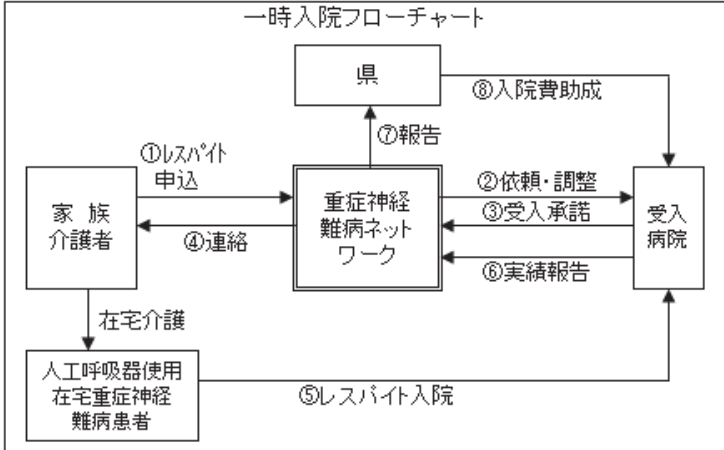 一時入院フローチャート
県
⑧入院費助成
⑦報告
①レスパイト
申込
家 族
介護者
重症神経
難病ネット
ワーク
②依頼・調整
③受入承諾
受入
病院
④連絡
⑥実績報告
在宅介護
人工呼吸器使用
在宅重症神経
難病患者
⑤レスパイト入院